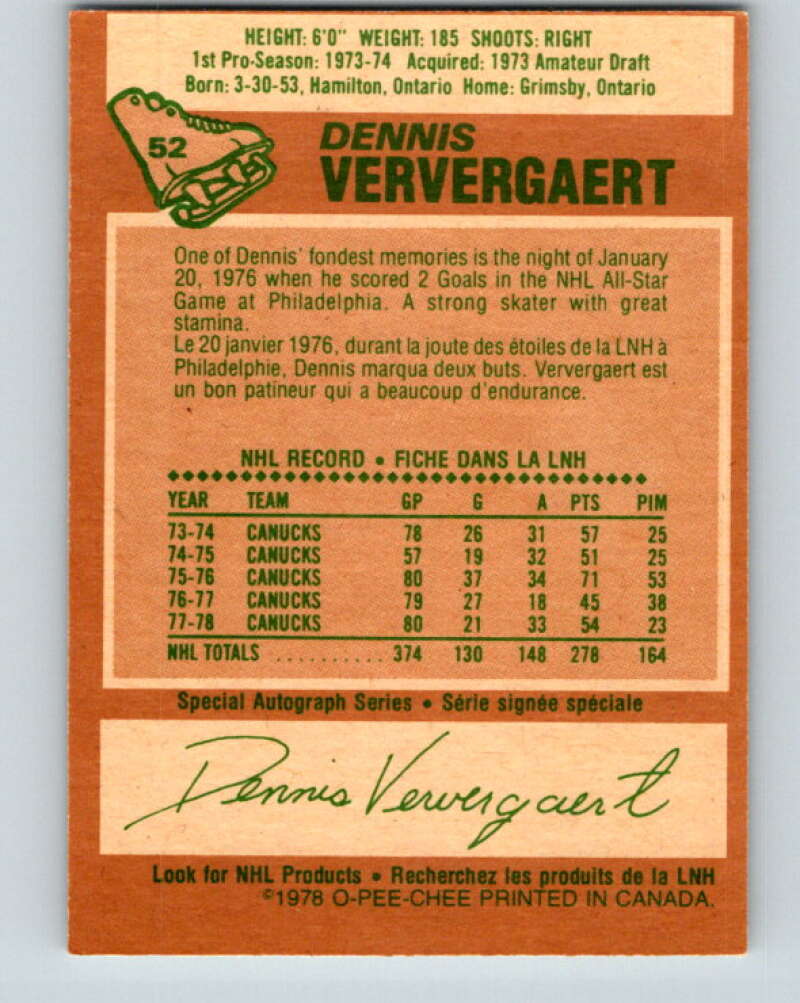 HEIGHT: 6'0" WEIGHT: 185 SHOOTS: RIGHT
1st Pro-Season: 1973-74 Acquired: 1973 Amateur Draft
Born: 3-30-53, Hamilton, Ontario Home: Grimsby, Ontario
52
DENNIS
VERVERGAERT
One of Dennis' fondest memories is the night of January
20, 1976 when he scored 2 Goals in the NHL All-Star
Game at Philadelphia. A strong skater with great
stamina.
Le 20 janvier 1976, durant la joute des étoiles de la LNH à
Philadelphie, Dennis marqua deux buts. Ververgaert est
un bon patineur qui a beaucoup d'endurance.
NHL RECORD • FICHE DANS LA LNH
YEAR TEAM GP G A PTS PIM
73-74 CANUCKS 78 26 31 57 25
74-75 CANUCKS 57 19 32 51 25
75-76 CANUCKS 80 37 34 71 53
76-77 CANUCKS 79 27 18 45 38
77-78 CANUCKS 80 21 33 54 23
NHL TOTALS .......... 374 130 148 278 164
Special Autograph Series • Série signée spéciale
Dennis Ververgaert
Look for NHL Products • Recherchez les produits de la LNH
©1978 O-PEE-CHEE PRINTED IN CANADA.